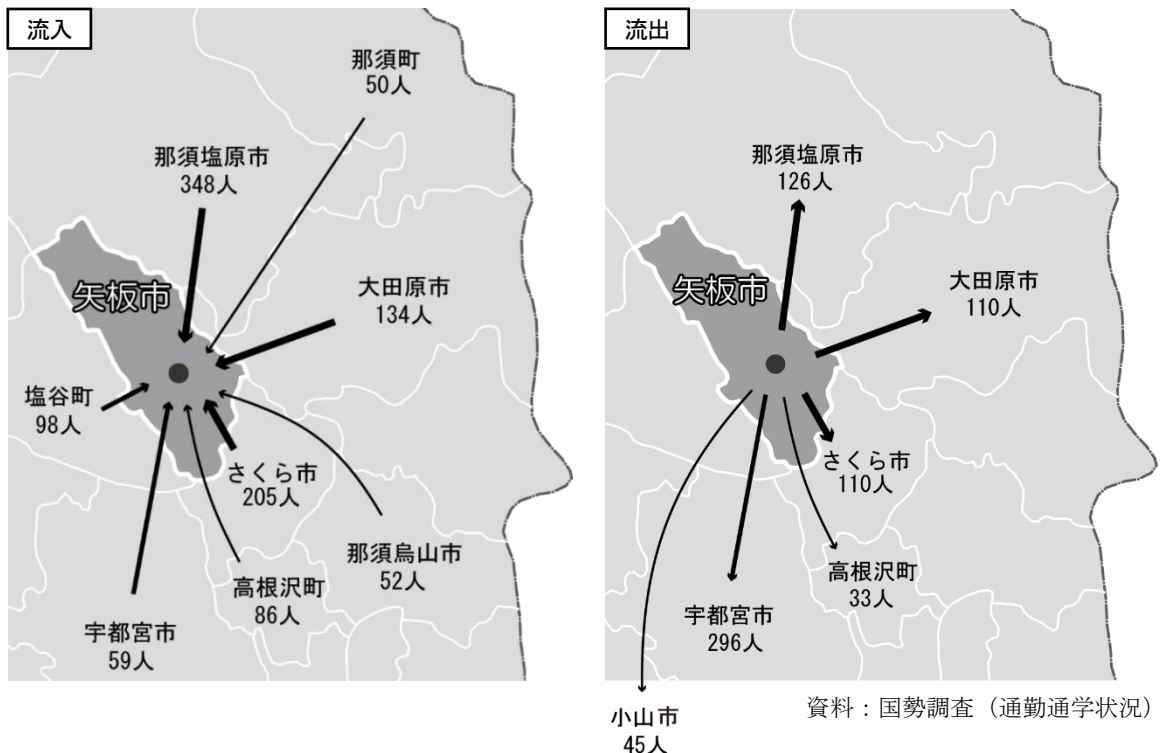 流入
那須町
50人
那須塩原市
348人
矢板市
大田原市
134人
塩谷町
98人
さくら市
205人
那須烏山市
52人
高根沢町
86人
宇都宮市
59人
流出
那須塩原市
126人
矢板市
大田原市
110人
さくら市
110人
高根沢町
33人
宇都宮市
296人
小山市
45人
資料：国勢調査（通勤通学状況）